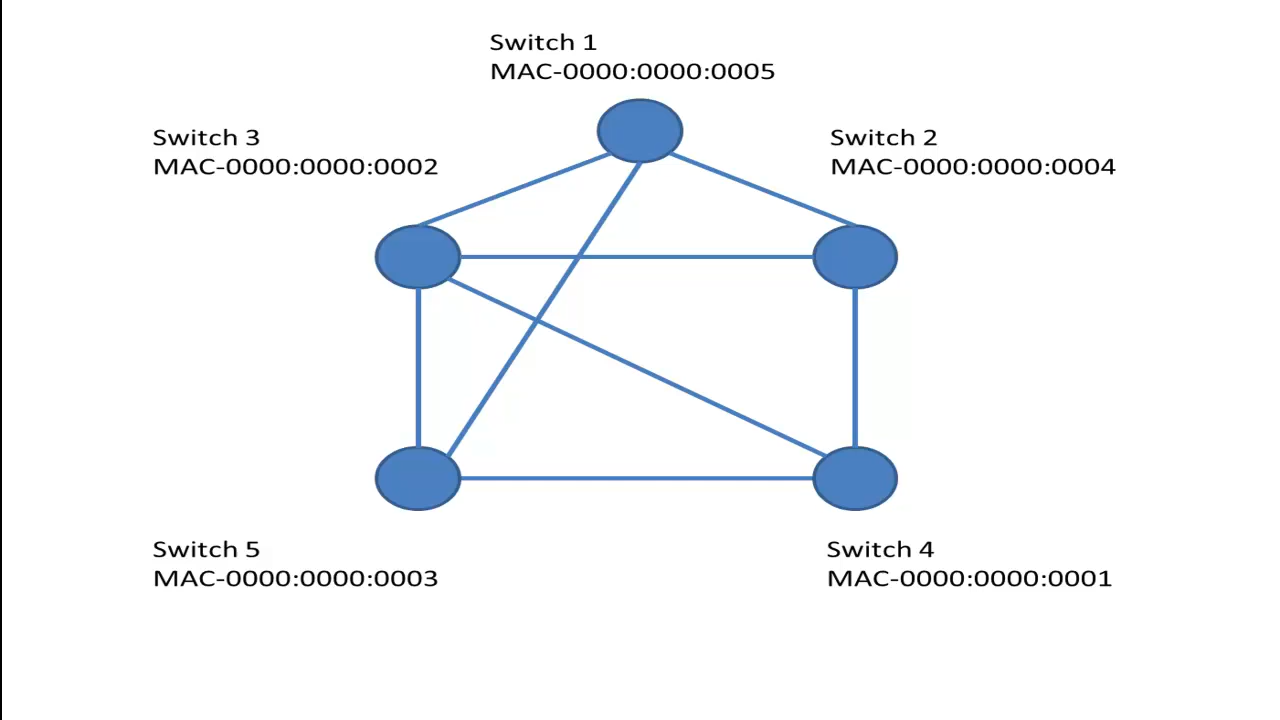 Switch 1
MAC-0000:0000:0005
Switch 3
MAC-0000:0000:0002
Switch 2
MAC-0000:0000:0004
Switch 5
MAC-0000:0000:0003
Switch 4
MAC-0000:0000:0001